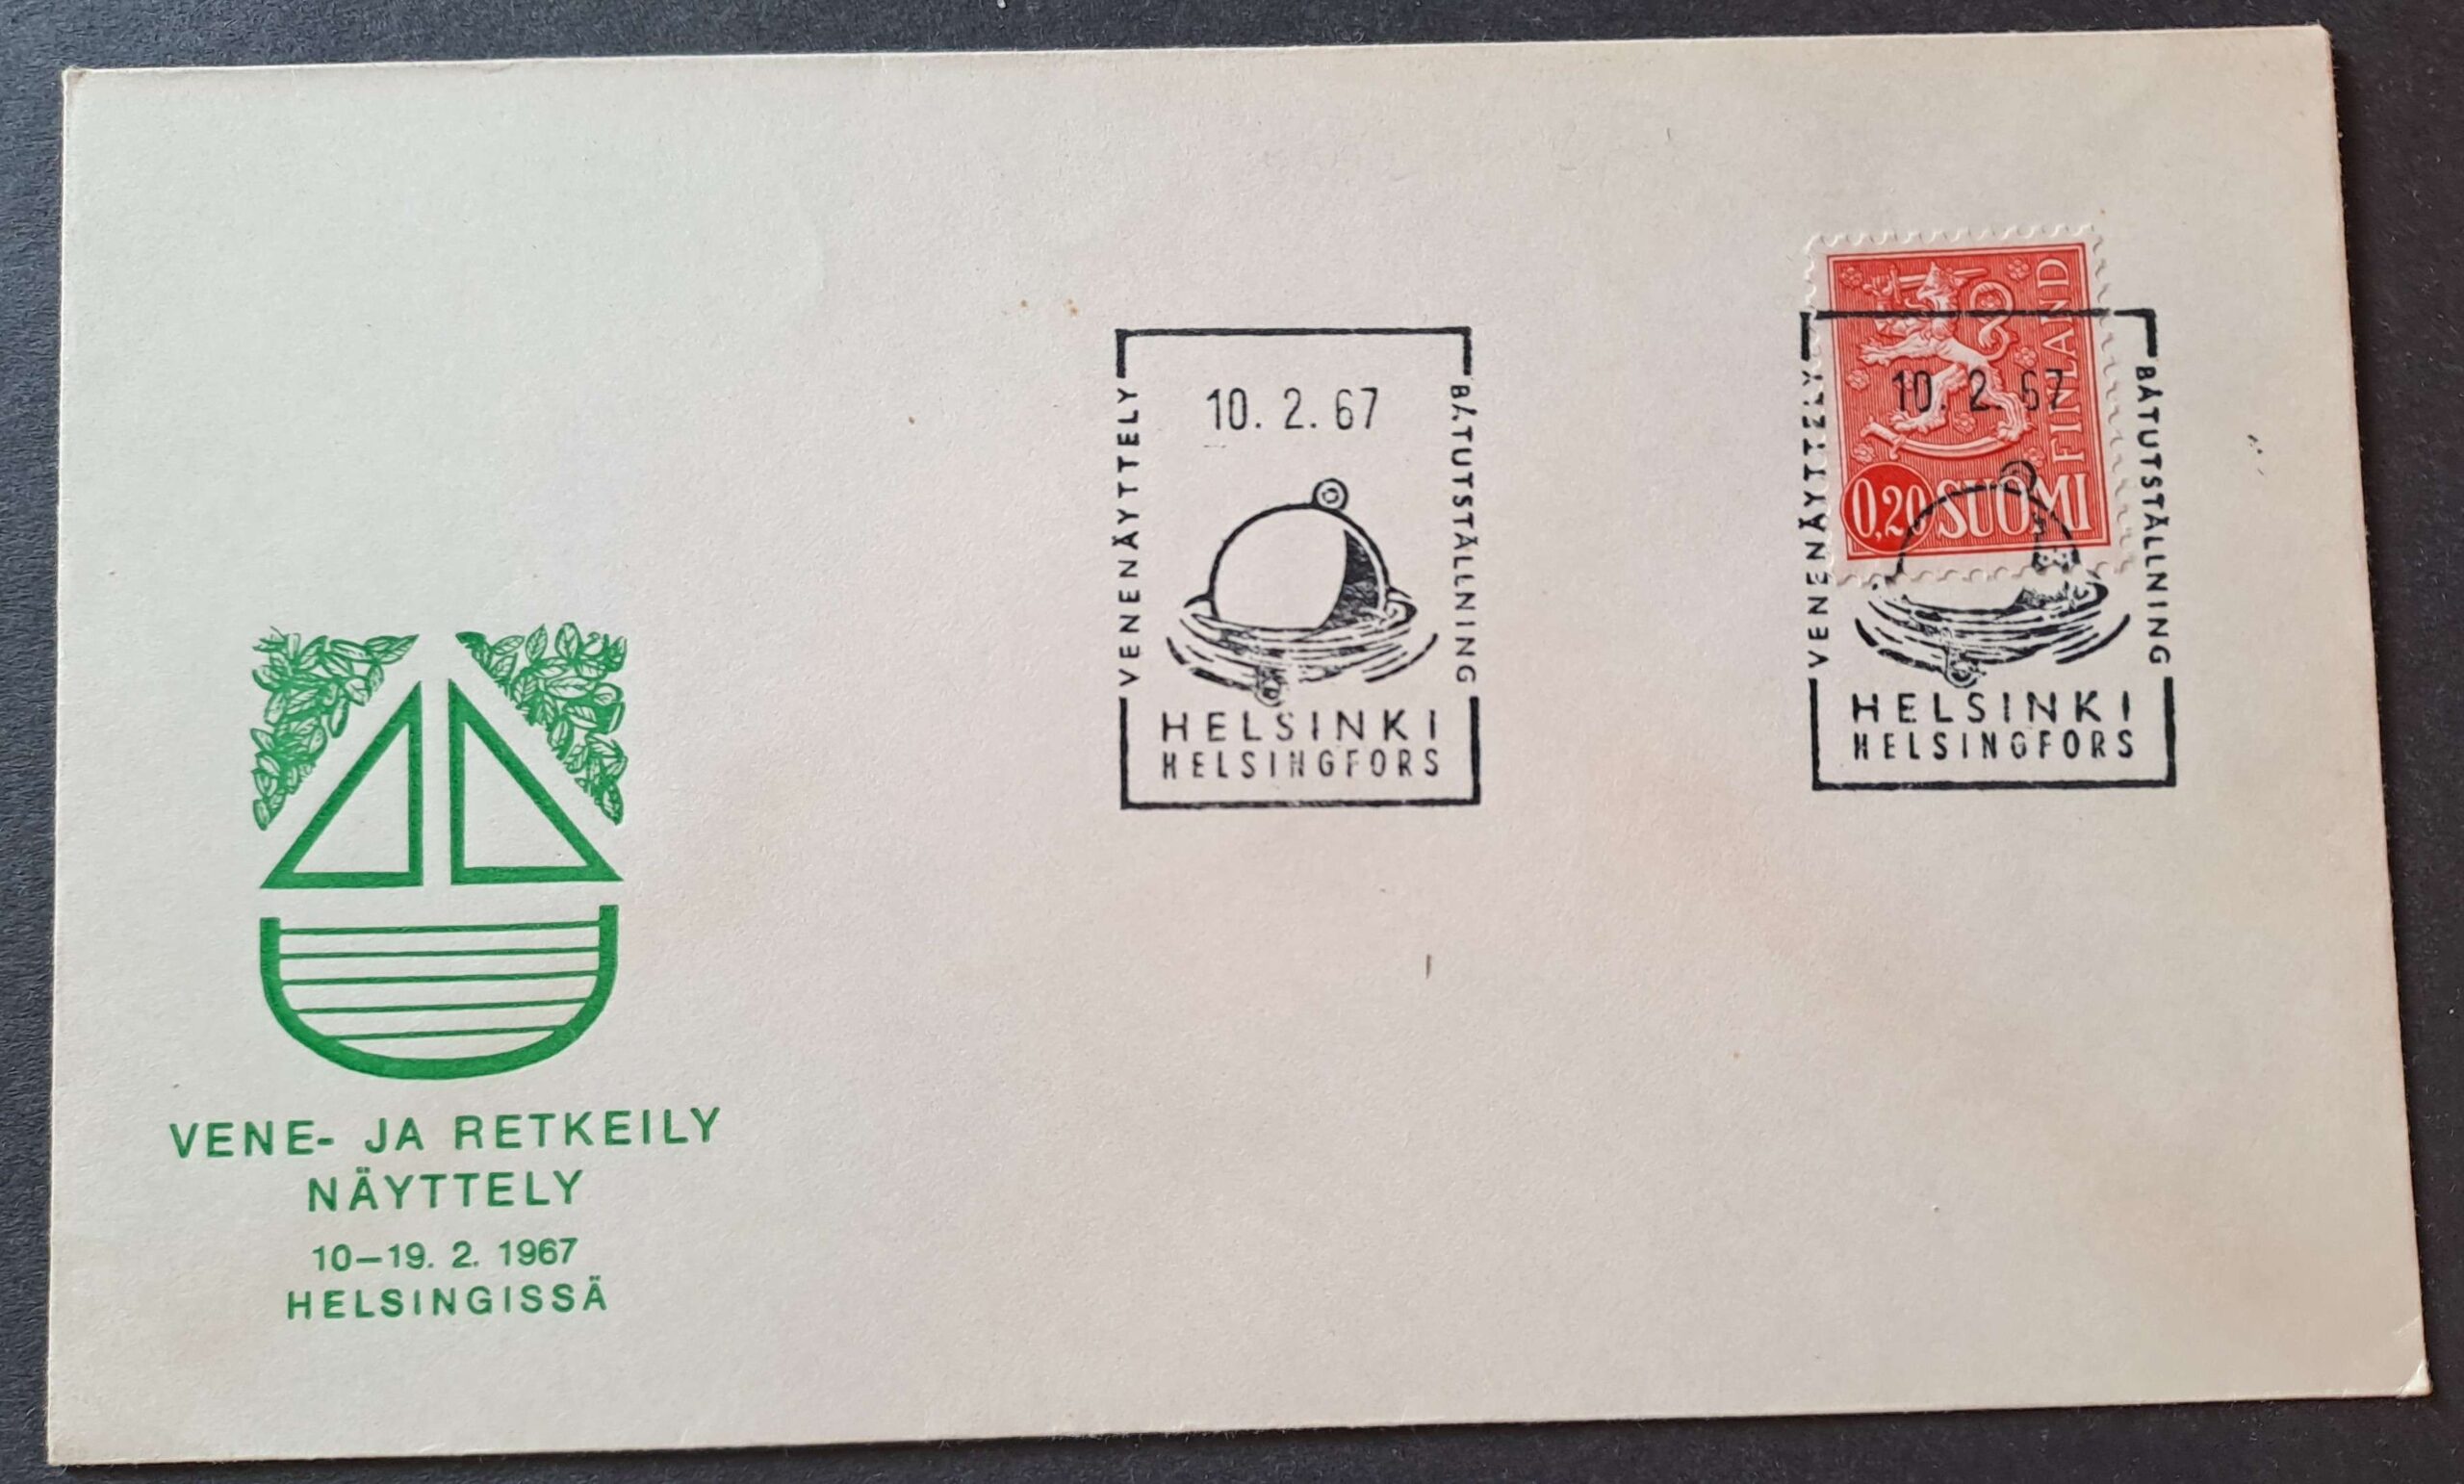 VENE- JA RETKEILY
NÄYTTELY
10–19. 2. 1967
HELSINGISSÄ
10. 2. 67
VENENÄYTTELY
BÅTUTSTÄLLNING
HELSINKI
HELSINGFORS
FINLAND
0,20 SUOMI
10. 2. 67
VENENÄYTTELY
BÅTUTSTÄLLNING
HELSINKI
HELSINGFORS